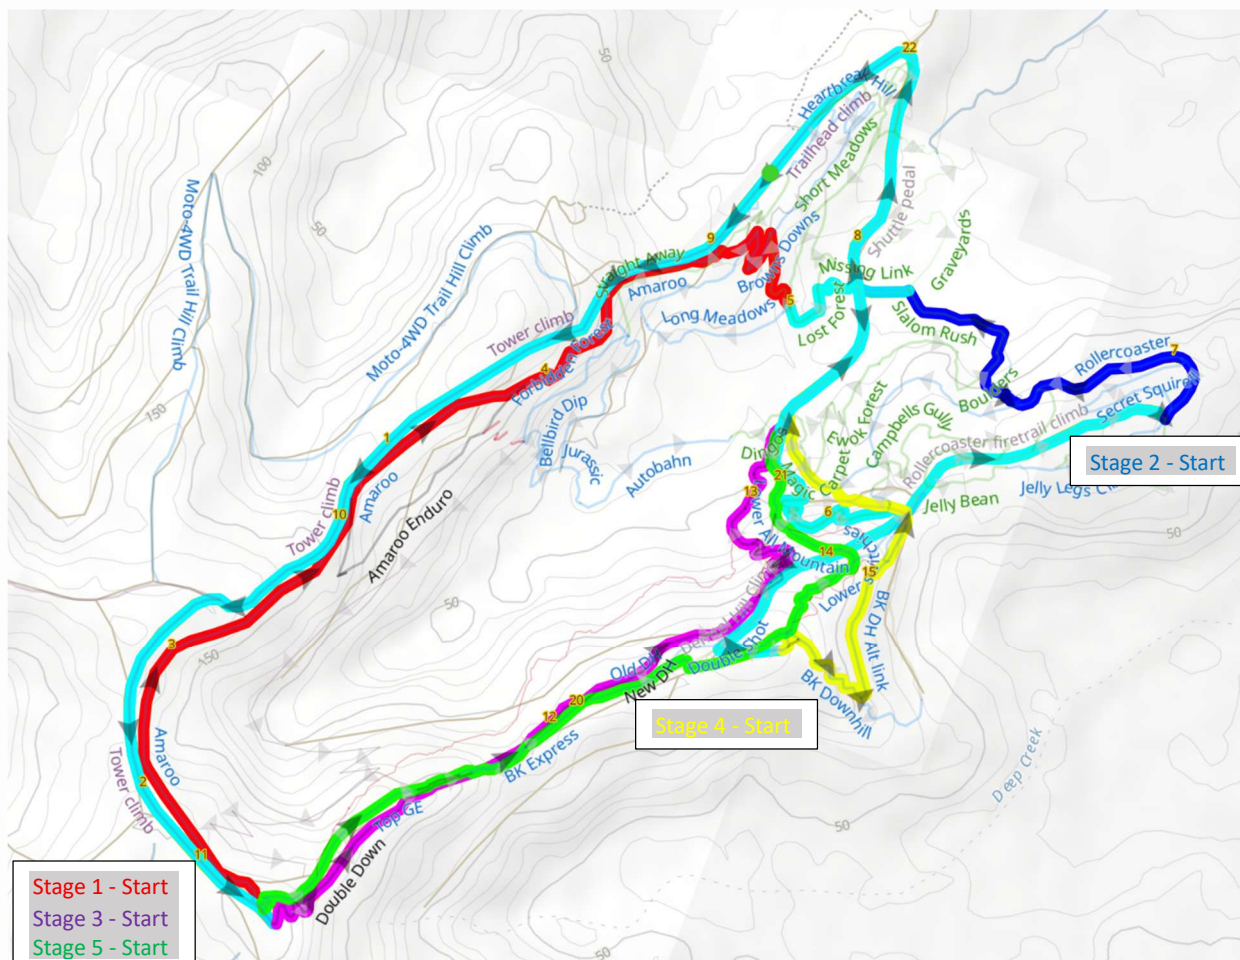 22
50
Heartbreak Hill
Trailhead climb
Short Meadows
100
Moto-4WD Trail Hill Climb
Moto-4WD Trail Hill Climb
50
Shuttle pedal
8
9
Straight Away
Browns Downs
Graveyards
Missing Link
Amaroo
5
Long Meadows
Lost Forest
Slalom Rush
Tower climb
Forbidden Forest
4
Rollercoaster
7
Secret Squirrel
Boulders
150
1
Bellbird Dip
Jurassic
Autobahn
Ewok Forest
Campbells Gully
Rollercoaster firetrail climb
Dingos
Magic Carpet
21
13
6
Stage 2 - Start
Jelly Bean
Jelly Legs
Tower climb
10
Amaroo
Amaroo Enduro
Lower All Mountain
14
15
Lower
50
50
BK DH Alt link
3
150
Double Shot
Old DH
New DH
20
12
BK Downhill
Stage 4 - Start
BK Express
Deep Creek
Amaroo
Tower climb
2
Top GE
50
11
Double Down
50
Stage 1 - Start
Stage 3 - Start
Stage 5 - Start